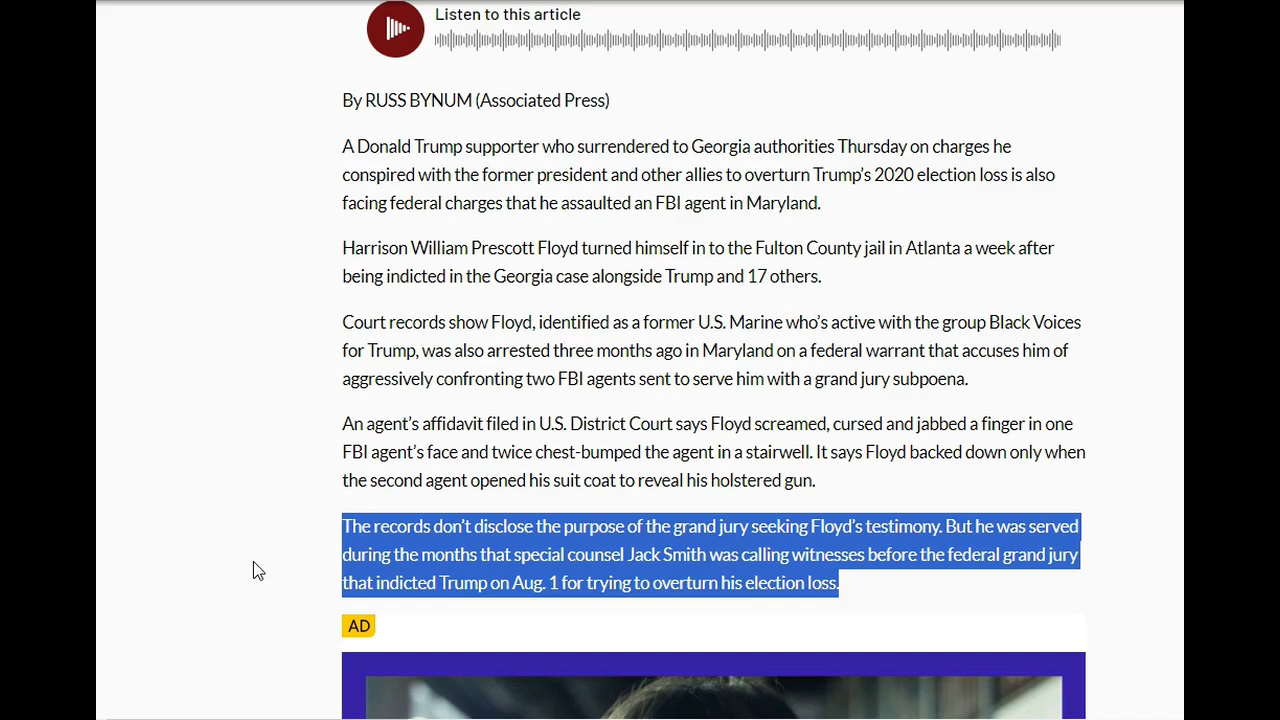 Listen to this article
By RUSS BYNUM (Associated Press)
A Donald Trump supporter who surrendered to Georgia authorities Thursday on charges he
conspired with the former president and other allies to overturn Trump’s 2020 election loss is also
facing federal charges that he assaulted an FBI agent in Maryland.
Harrison William Prescott Floyd turned himself in to the Fulton County jail in Atlanta a week after
being indicted in the Georgia case alongside Trump and 17 others.
Court records show Floyd, identified as a former U.S. Marine who’s active with the group Black Voices
for Trump, was also arrested three months ago in Maryland on a federal warrant that accuses him of
aggressively confronting two FBI agents sent to serve him with a grand jury subpoena.
An agent’s affidavit filed in U.S. District Court says Floyd screamed, cursed and jabbed a finger in one
FBI agent’s face and twice chest-bumped the agent in a stairwell. It says Floyd backed down only when
the second agent opened his suit coat to reveal his holstered gun.
The records don’t disclose the purpose of the grand jury seeking Floyd’s testimony. But he was served
during the months that special counsel Jack Smith was calling witnesses before the federal grand jury
that indicted Trump on Aug. 1 for trying to overturn his election loss.
AD